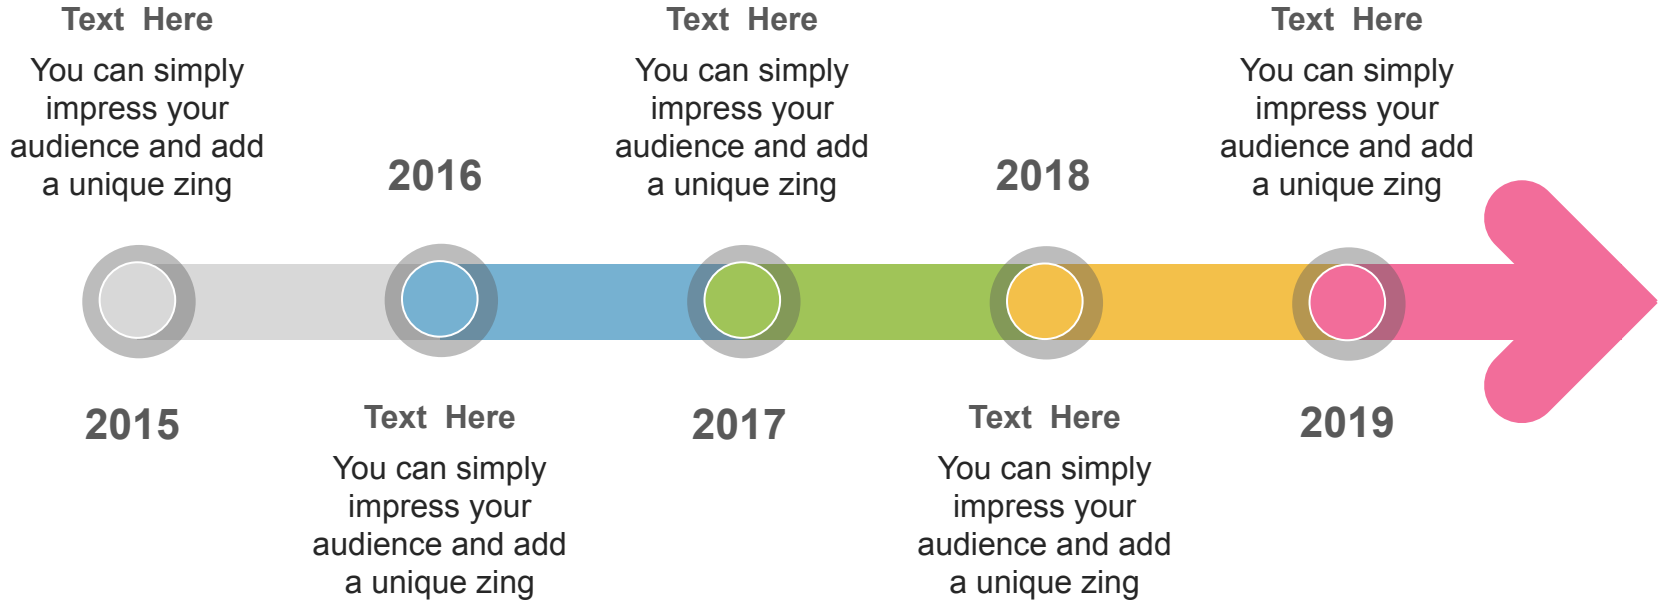 Text Here
You can simply
impress your
audience and add
a unique zing
2015
2016
Text Here
You can simply
impress your
audience and add
a unique zing
Text Here
You can simply
impress your
audience and add
a unique zing
2017
2018
Text Here
You can simply
impress your
audience and add
a unique zing
Text Here
You can simply
impress your
audience and add
a unique zing
2019